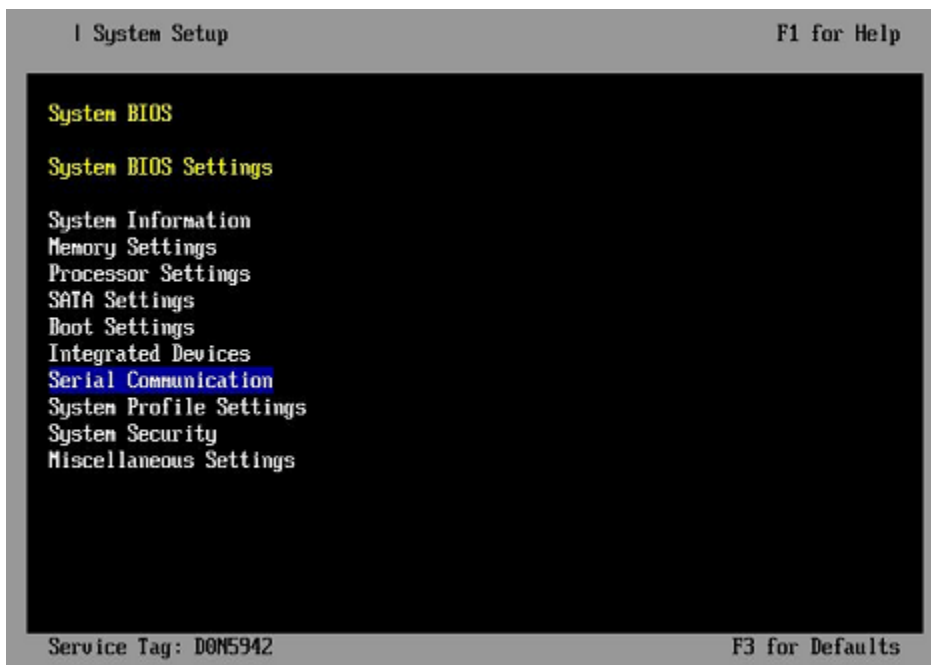 | System Setup
F1 for Help
System BIOS
System BIOS Settings
System Information
Memory Settings
Processor Settings
SATA Settings
Boot Settings
Integrated Devices
Serial Communication
System Profile Settings
System Security
Miscellaneous Settings
Service Tag: D0N5942
F3 for Defaults